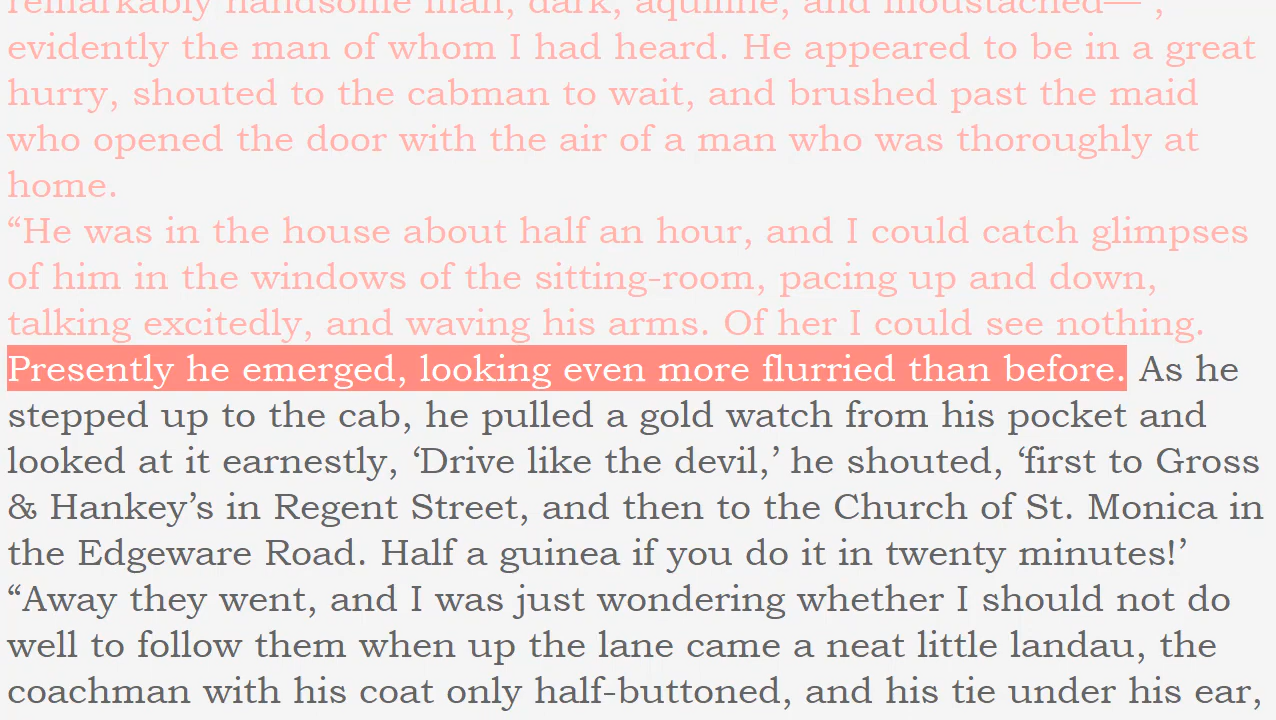 remarkably handsome man, dark, aquiline, and moustached—,
evidently the man of whom I had heard. He appeared to be in a great
hurry, shouted to the cabman to wait, and brushed past the maid
who opened the door with the air of a man who was thoroughly at
home.
“He was in the house about half an hour, and I could catch glimpses
of him in the windows of the sitting-room, pacing up and down,
talking excitedly, and waving his arms. Of her I could see nothing.
Presently he emerged, looking even more flurried than before. As he
stepped up to the cab, he pulled a gold watch from his pocket and
looked at it earnestly, ‘Drive like the devil,’ he shouted, ‘first to Gross
& Hankey’s in Regent Street, and then to the Church of St. Monica in
the Edgeware Road. Half a guinea if you do it in twenty minutes!’
“Away they went, and I was just wondering whether I should not do
well to follow them when up the lane came a neat little landau, the
coachman with his coat only half-buttoned, and his tie under his ear,